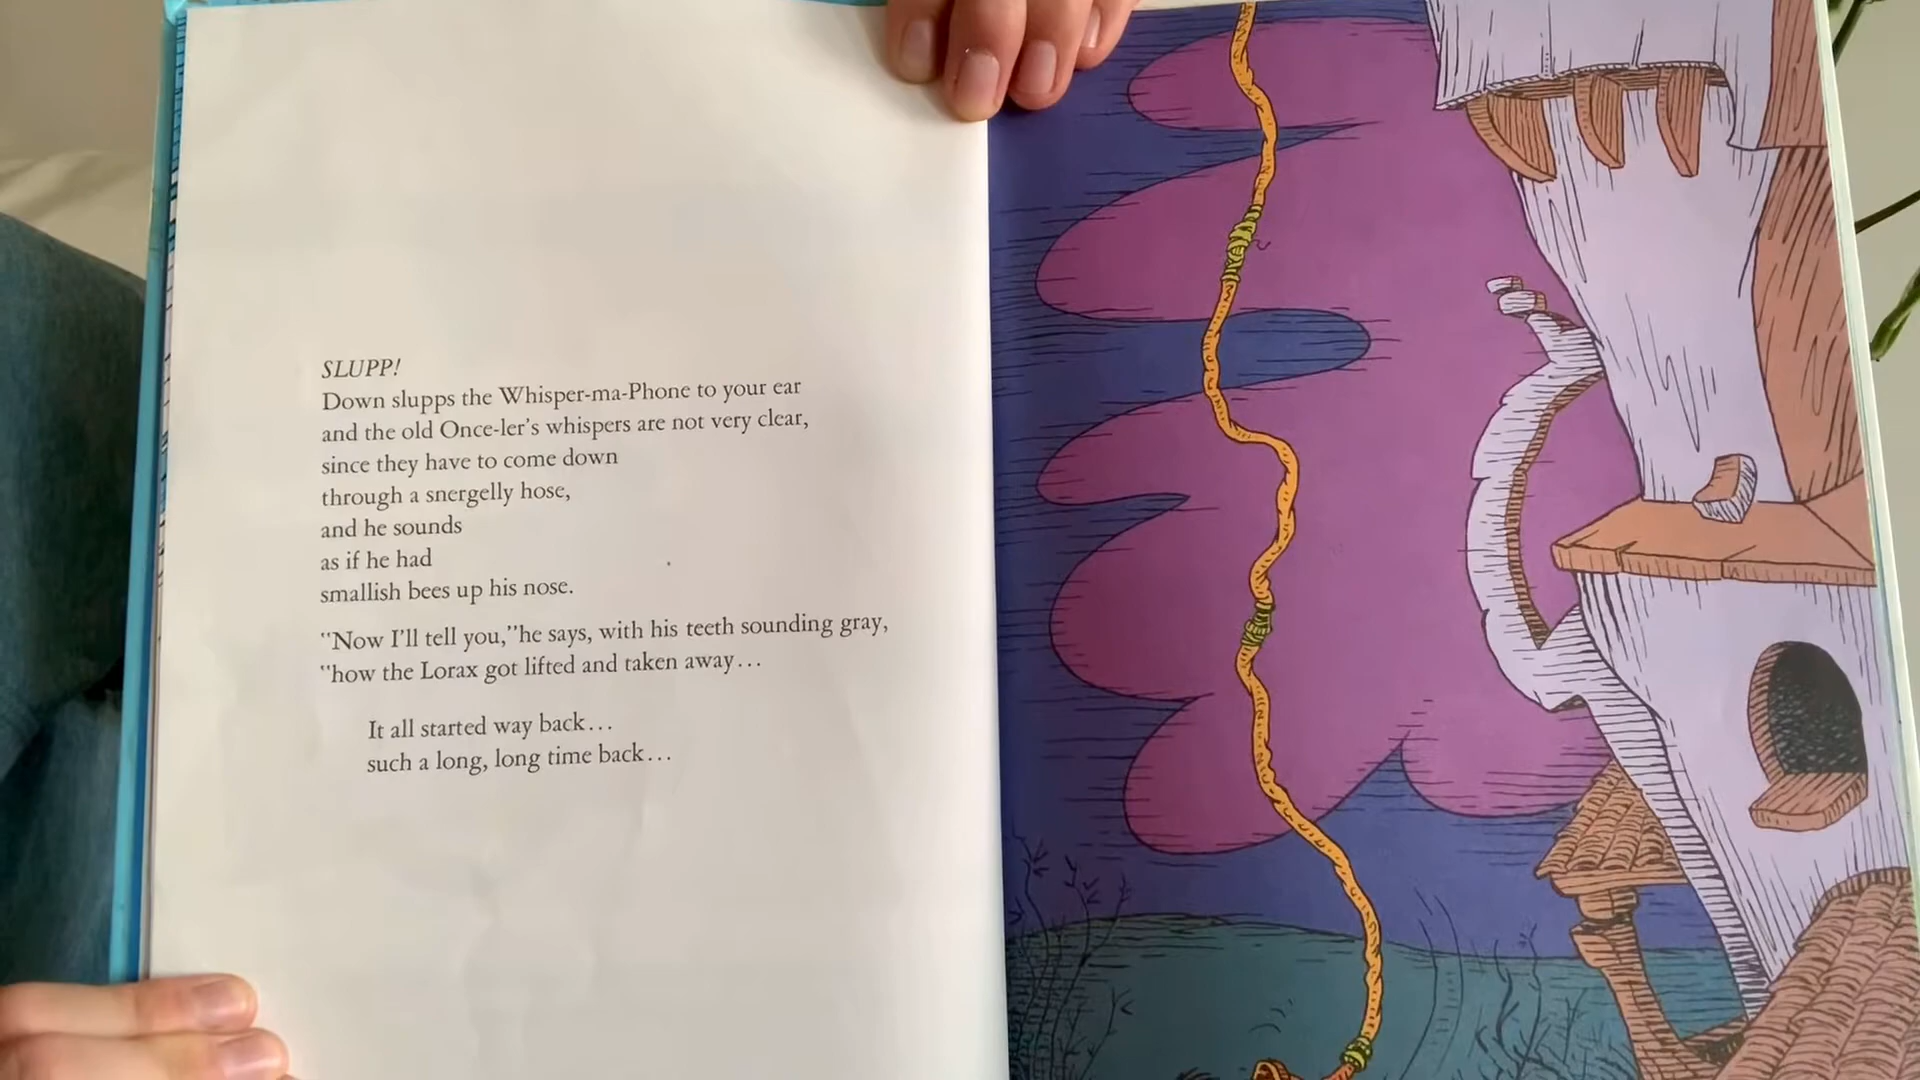 SLUPP!
Down slupps the Whisper-ma-Phone to your ear
and the old Once-ler's whispers are not very clear,
since they have to come down
through a snergelly hose,
and he sounds
as if he had
smallish bees up his nose.
"Now I'll tell you,"he says, with his teeth sounding gray,
"how the Lorax got lifted and taken away...
It all started way back...
such a long, long time back...